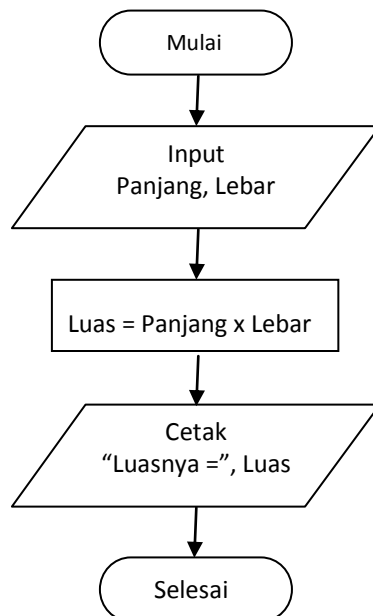 Mulai
Input
Panjang, Lebar
Luas = Panjang x Lebar
Cetak
“Luasnya =”, Luas
Selesai